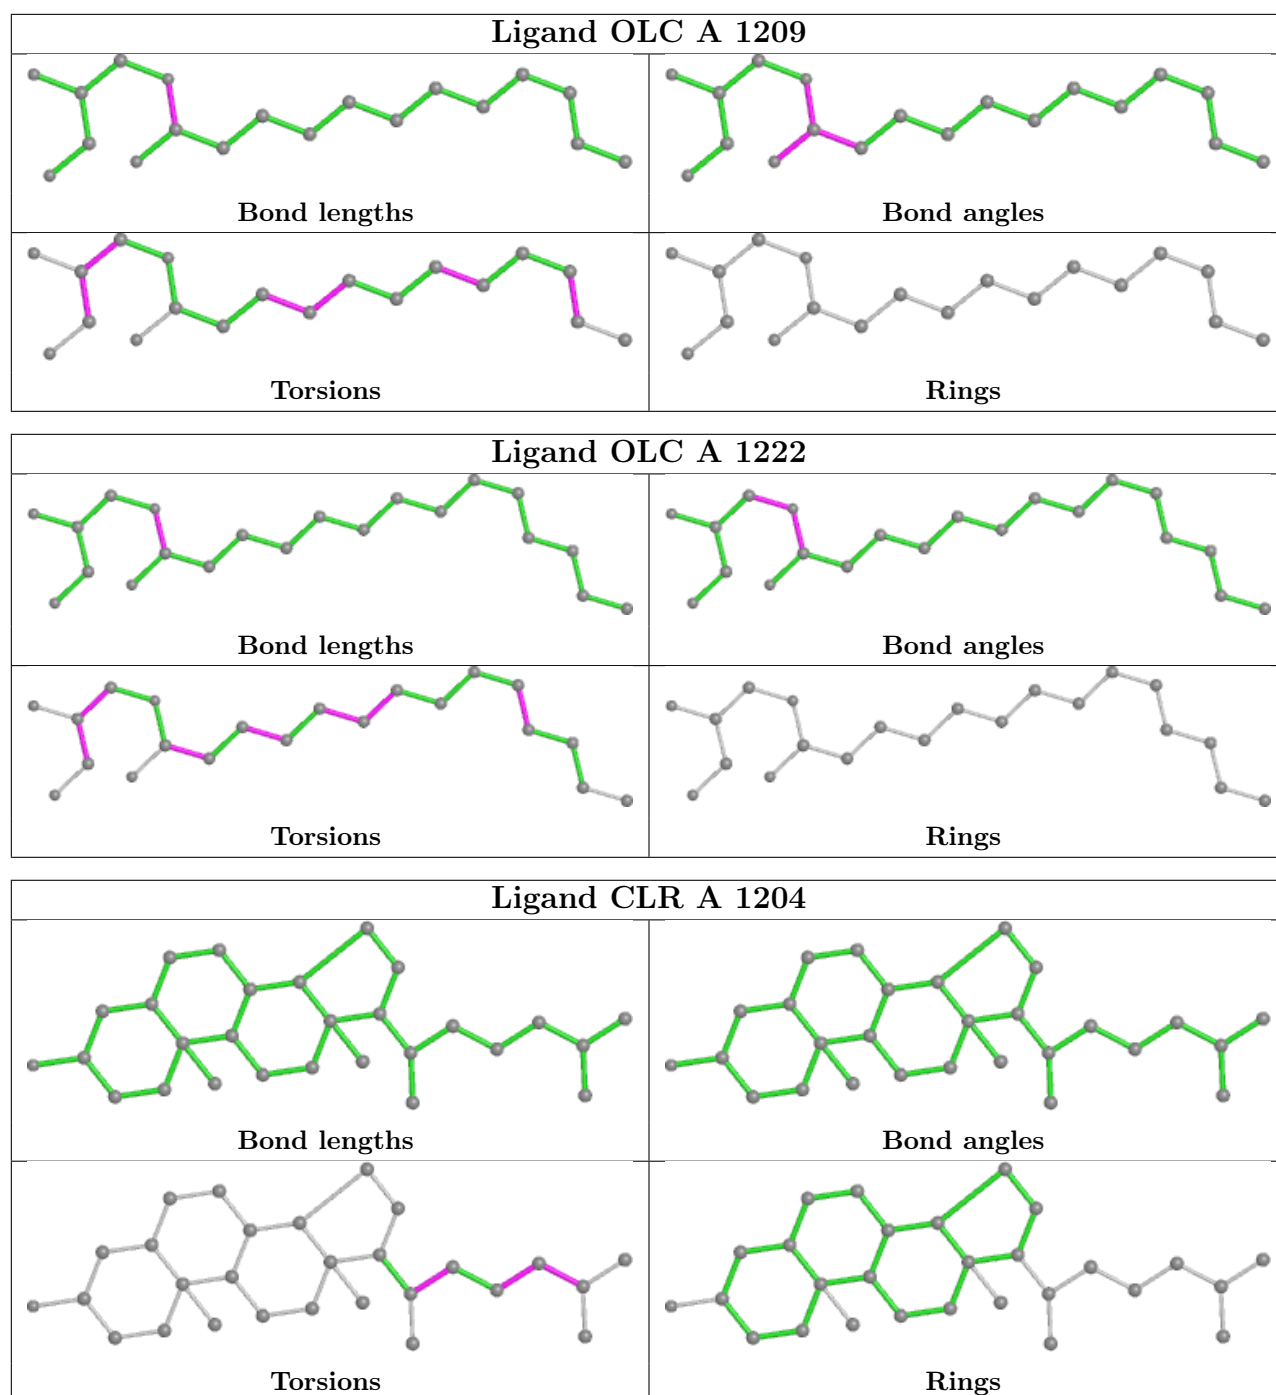 Ligand OLC A 1209
Bond lengths
Bond angles
Torsions
Rings
Ligand OLC A 1222
Bond lengths
Bond angles
Torsions
Rings
Ligand CLR A 1204
Bond lengths
Bond angles
Torsions
Rings